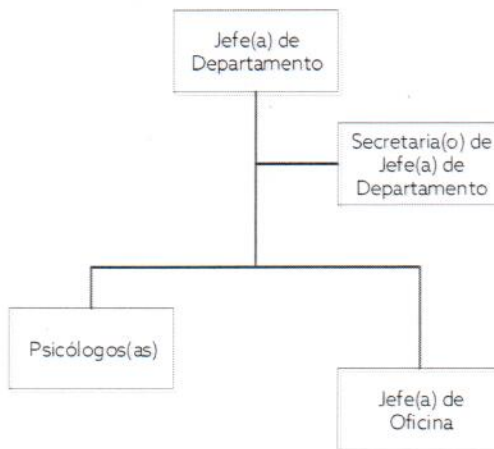 Jefe(a) de
Departamento
Secretaria(o) de
Jefe(a) de
Departamento
Psicólogos(as)
Jefe(a) de
Oficina